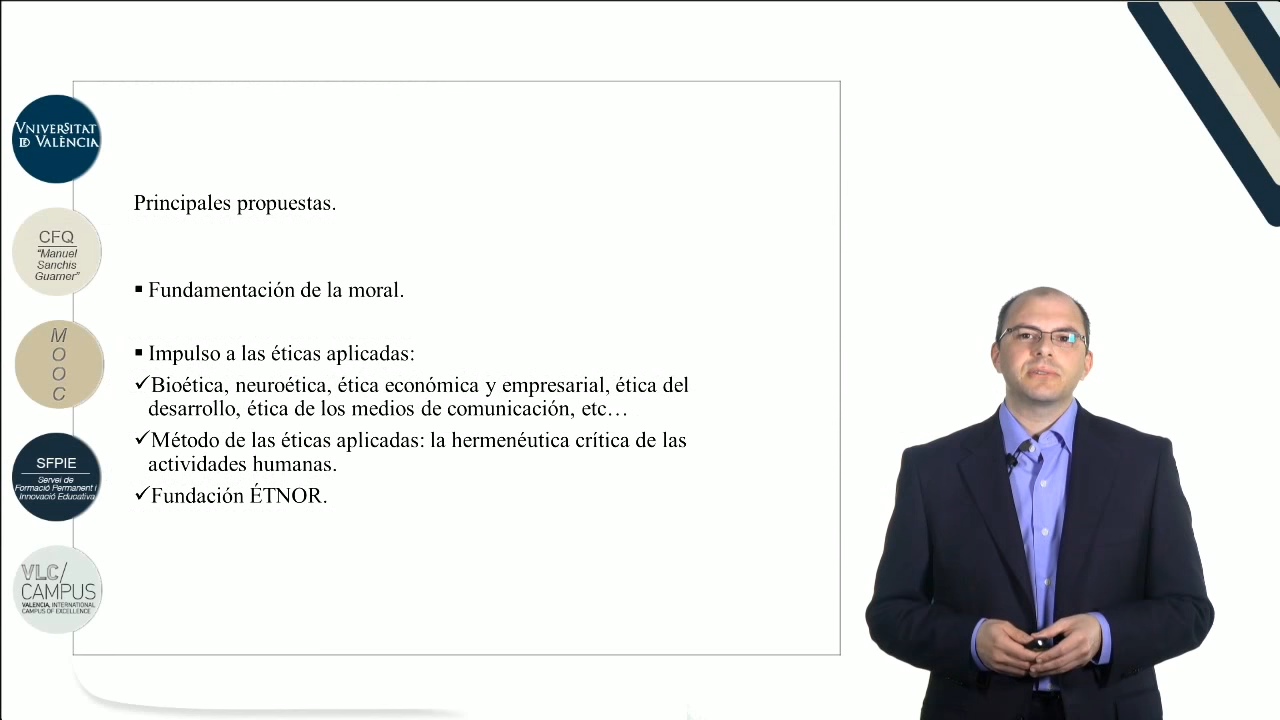 VNIVERSITAT
ID VALÈNCIA
CFQ
"Manuel
Sanchis
Guarner"
M
O
O
C
SFPIE
Servei de
Formació Permanent i
Innovació Educativa
VLC/
CAMPUS
VALENCIA, INTERNATIONAL
CAMPUS OF EXCELLENCE
Principales propuestas.
▪ Fundamentación de la moral.
▪ Impulso a las éticas aplicadas:
✓Bioética, neuroética, ética económica y empresarial, ética del
desarrollo, ética de los medios de comunicación, etc…
✓Método de las éticas aplicadas: la hermenéutica crítica de las
actividades humanas.
✓Fundación ÉTNOR.